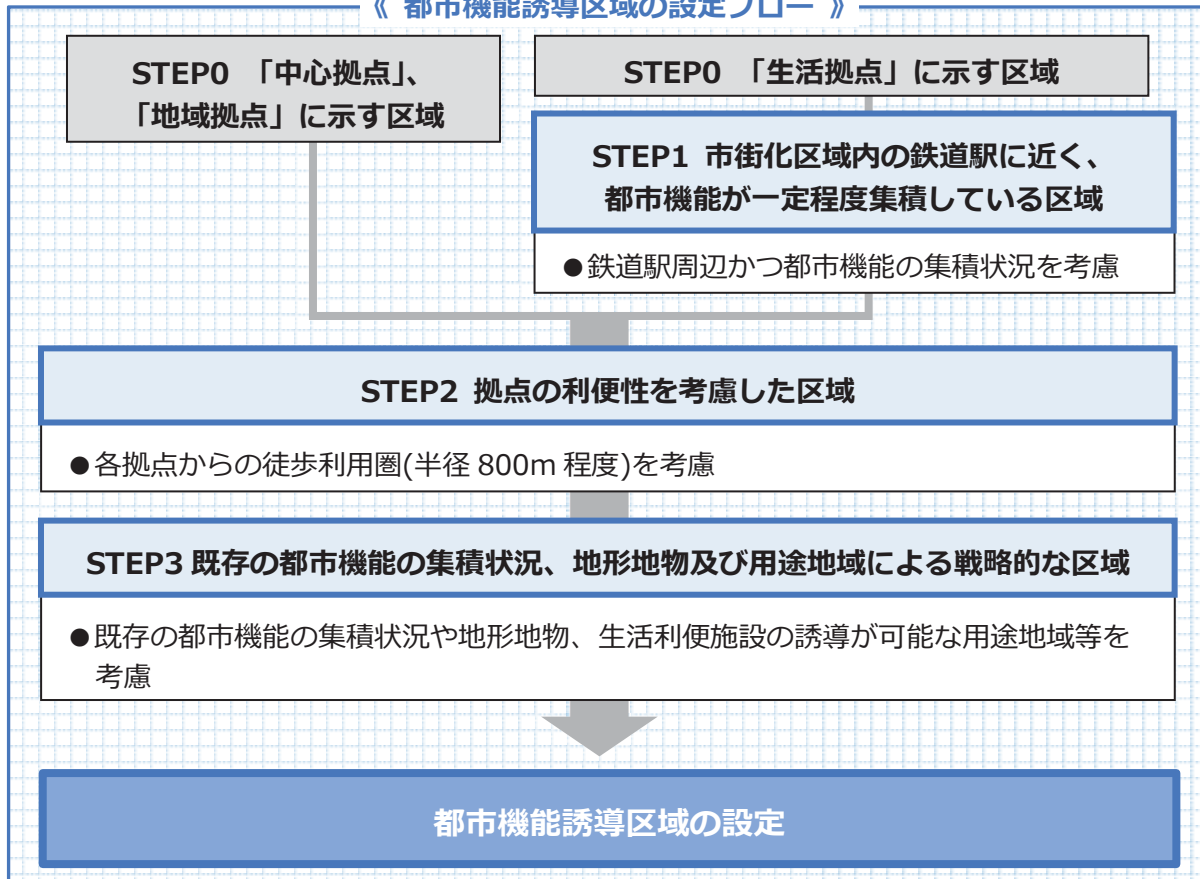 《 都市機能誘導区域の設定フロー 》
STEP0 「中心拠点」、
「地域拠点」に示す区域
STEP0 「生活拠点」に示す区域
STEP1 市街化区域内の鉄道駅に近く、
都市機能が一定程度集積している区域
●鉄道駅周辺かつ都市機能の集積状況を考慮
STEP2 拠点の利便性を考慮した区域
●各拠点からの徒歩利用圏(半径 800m 程度)を考慮
STEP3 既存の都市機能の集積状況、地形地物及び用途地域による戦略的な区域
●既存の都市機能の集積状況や地形地物、生活利便施設の誘導が可能な用途地域等を
考慮
都市機能誘導区域の設定